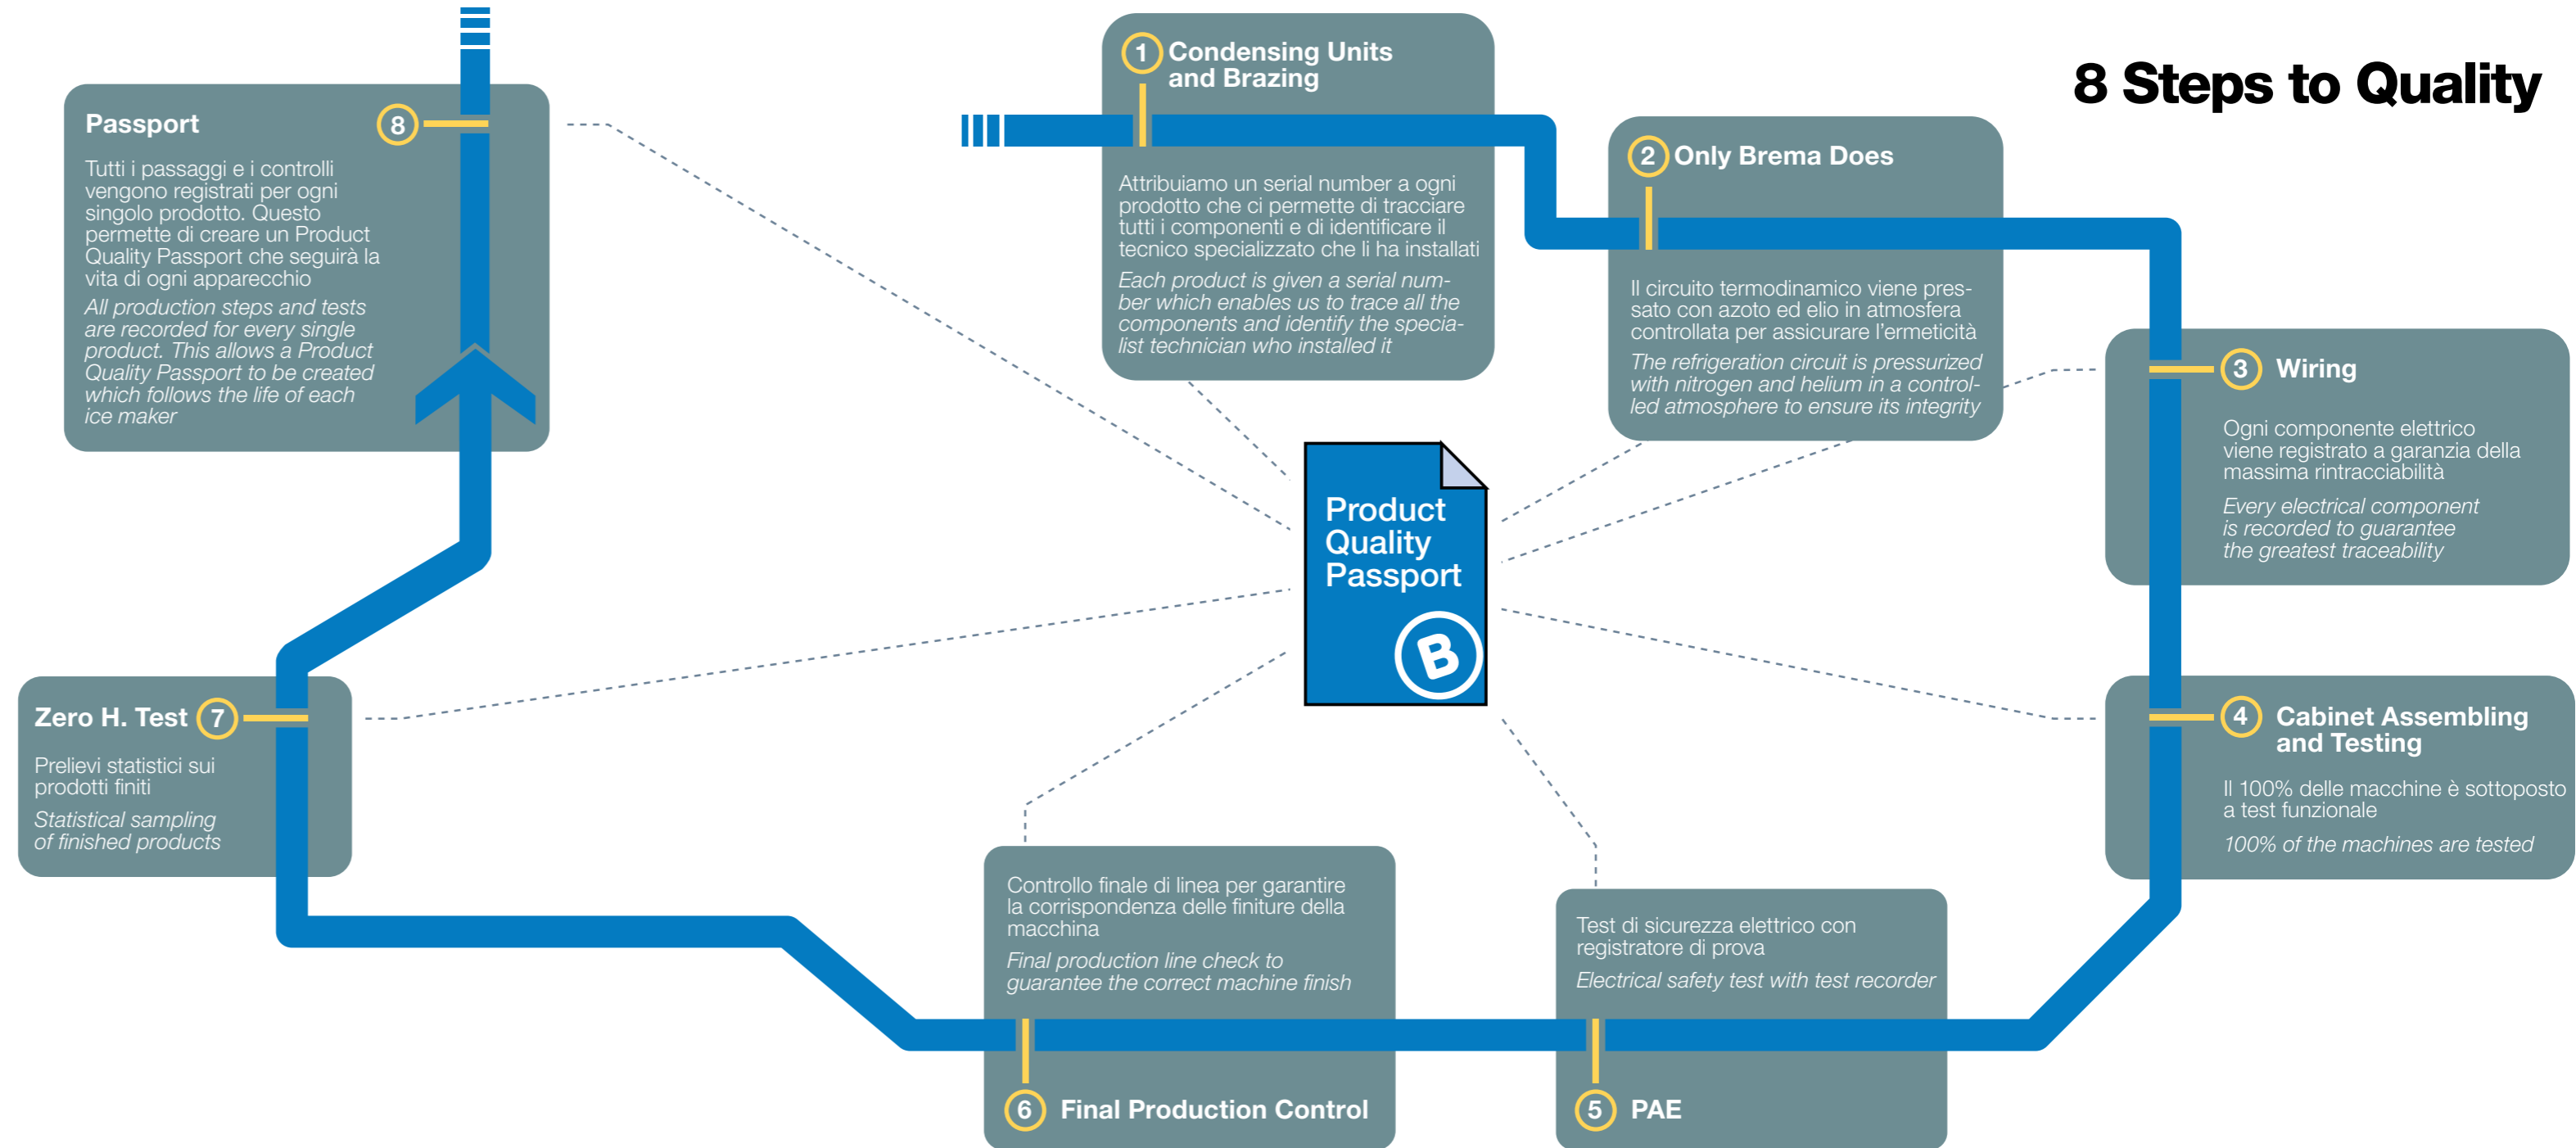 8 Steps to Quality
1
Condensing Units
and Brazing
Attribuiamo un serial number a ogni
prodotto che ci permette di tracciare
tutti i componenti e di identificare il
tecnico specializzato che li ha installati
Each product is given a serial num-
ber which enables us to trace all the
components and identify the specia-
list technician who installed it
2
Only Brema Does
Il circuito termodinamico viene pres-
sato con azoto ed elio in atmosfera
controllata per assicurare l'ermeticità
The refrigeration circuit is pressurized
with nitrogen and helium in a control-
led atmosphere to ensure its integrity
3
Wiring
Ogni componente elettrico
viene registrato a garanzia della
massima rintracciabilità
Every electrical component
is recorded to guarantee
the greatest traceability
4
Cabinet Assembling
and Testing
Il 100% delle macchine è sottoposto
a test funzionale
100% of the machines are tested
Test di sicurezza elettrico con
registratore di prova
Electrical safety test with test recorder
5
PAE
Controllo finale di linea per garantire
la corrispondenza delle finiture della
macchina
Final production line check to
guarantee the correct machine finish
6
Final Production Control
Zero H. Test
7
Prelievi statistici sui
prodotti finiti
Statistical sampling
of finished products
Passport
8
Tutti i passaggi e i controlli
vengono registrati per ogni
singolo prodotto. Questo
permette di creare un Product
Quality Passport che seguirà la
vita di ogni apparecchio
All production steps and tests
are recorded for every single
product. This allows a Product
Quality Passport to be created
which follows the life of each
ice maker
Product
Quality
Passport
B